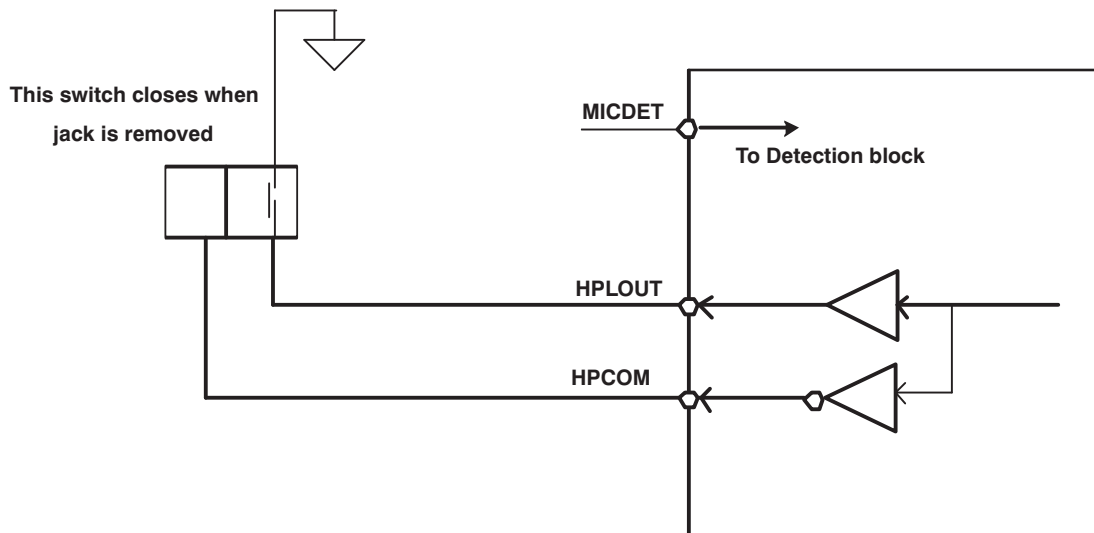 This switch closes when
jack is removed
MICDET
To Detection block
HPLOUT
HPCOM